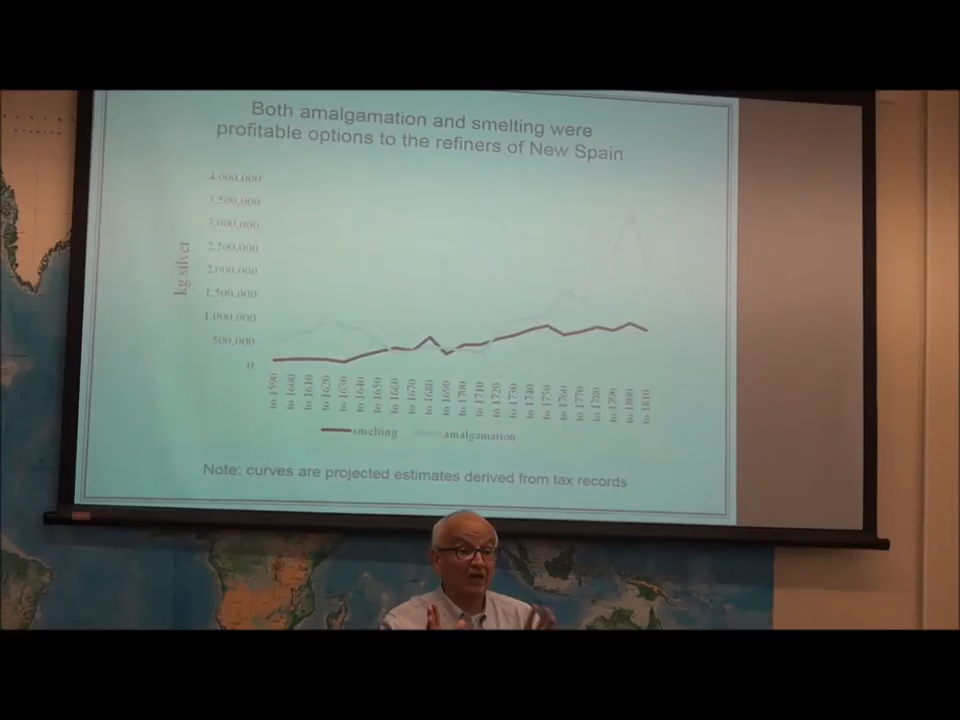 Both amalgamation and smelting were
profitable options to the refiners of New Spain
4,000,000
3,500,000
3,000,000
2,500,000
2,000,000
1,500,000
1,000,000
500,000
0
kg silver
to 1590
to 1600
to 1610
to 1620
to 1630
to 1640
to 1650
to 1660
to 1670
to 1680
to 1690
to 1700
to 1710
to 1720
to 1730
to 1740
to 1750
to 1760
to 1770
to 1780
to 1790
to 1800
to 1810
smelting amalgamation
Note: curves are projected estimates derived from tax records